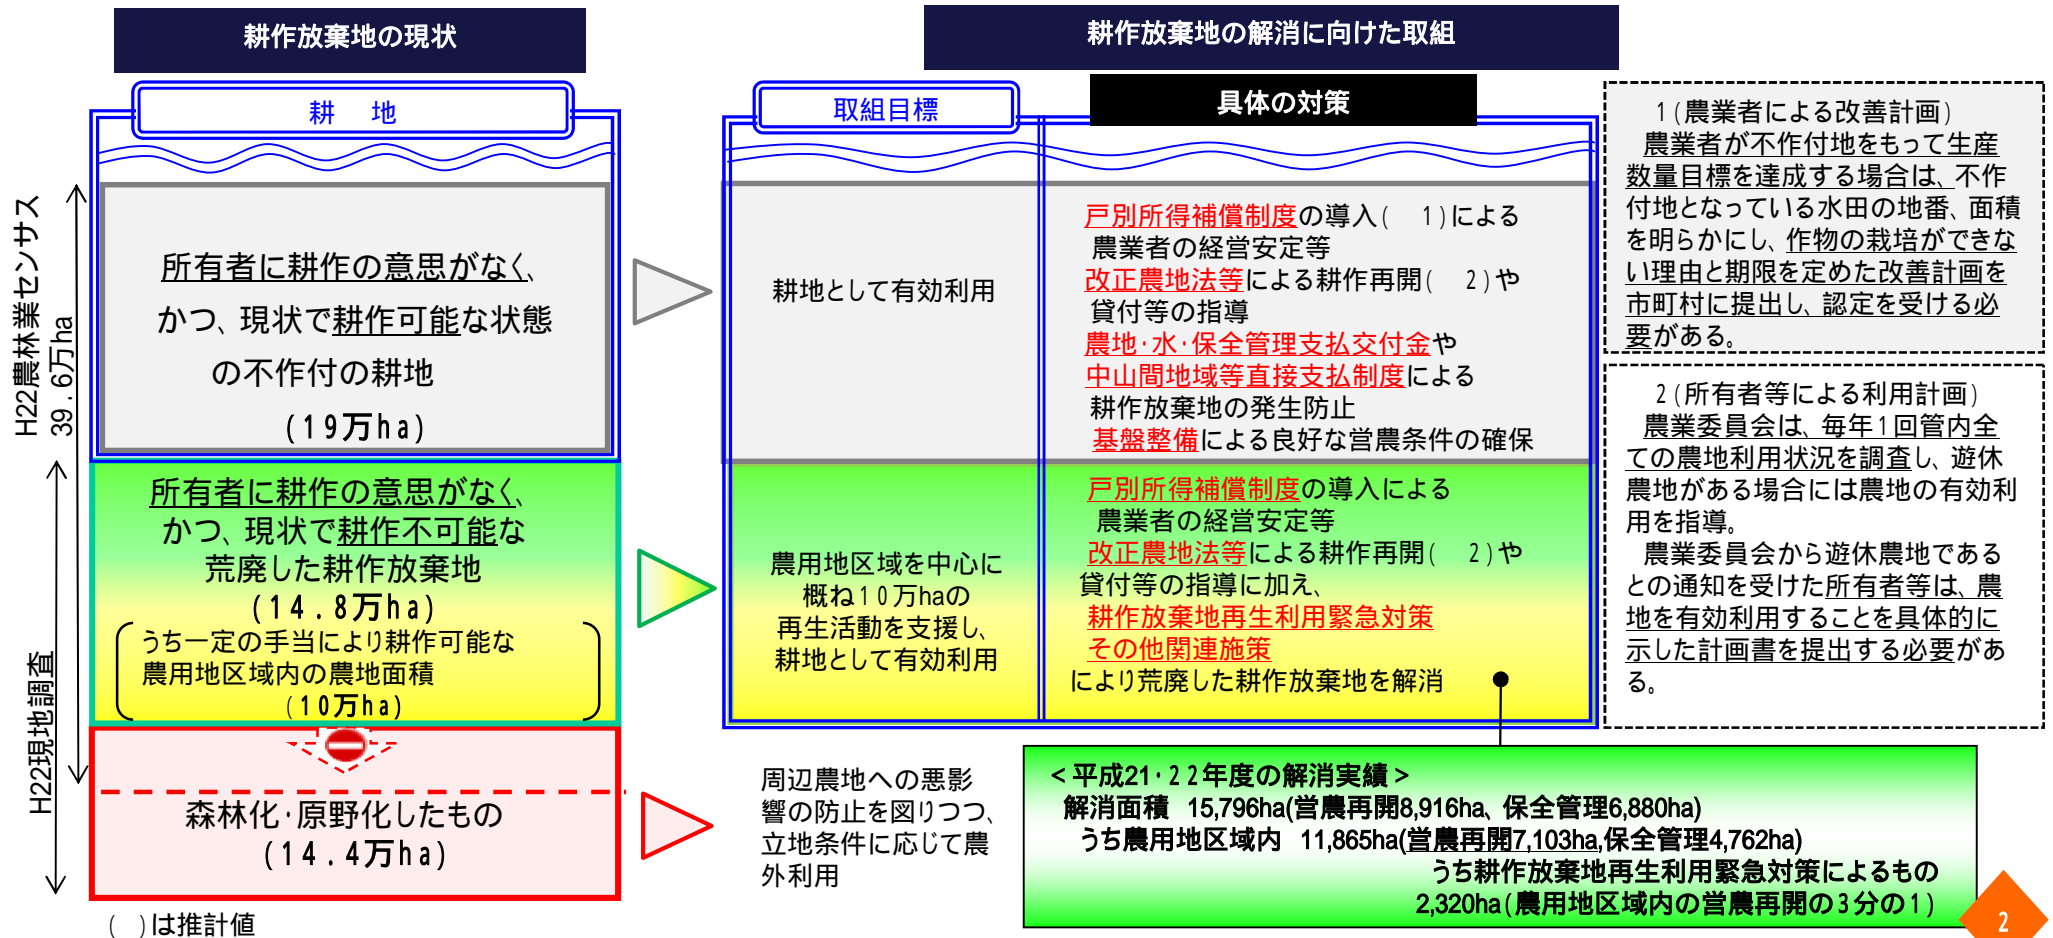 耕作放棄地の現状
耕作放棄地の解消に向けた取組
耕　地
取組目標
具体の対策
H22農林業センサス
39.6万ha
H22現地調査
所有者に耕作の意思がなく、
かつ、現状で耕作可能な状態
の不作付の耕地
(19万ha)
所有者に耕作の意思がなく、
かつ、現状で耕作不可能な
荒廃した耕作放棄地
(14.8万ha)
うち一定の手当により耕作可能な
農用地区域内の農地面積
(10万ha)
森林化・原野化したもの
(14.4万ha)
(　)は推計値
耕地として有効利用
戸別所得補償制度の導入(　1)による
農業者の経営安定等
改正農地法等による耕作再開(　2)や
貸付等の指導
農地・水・保全管理支払交付金や
中山間地域等直接支払制度による
耕作放棄地の発生防止
基盤整備による良好な営農条件の確保
農用地区域を中心に
概ね10万haの
再生活動を支援し、
耕地として有効利用
戸別所得補償制度の導入による
農業者の経営安定等
改正農地法等による耕作再開(　2)や
貸付等の指導に加え、
耕作放棄地再生利用緊急対策
その他関連施策
により荒廃した耕作放棄地を解消
周辺農地への悪影
響の防止を図りつつ、
立地条件に応じて農
外利用
<平成21・22年度の解消実績>
解消面積　15,796ha(営農再開8,916ha、保全管理6,880ha)
うち農用地区域内　11,865ha(営農再開7,103ha,保全管理4,762ha)
うち耕作放棄地再生利用緊急対策によるもの
2,320ha(農用地区域内の営農再開の3分の1)
1(農業者による改善計画)
農業者が不作付地をもって生産
数量目標を達成する場合は、不作
付地となっている水田の地番、面積
を明らかにし、作物の栽培ができな
い理由と期限を定めた改善計画を
市町村に提出し、認定を受ける必
要がある。
2(所有者等による利用計画)
農業委員会は、毎年1回管内全
ての農地利用状況を調査し、遊休
農地がある場合には農地の有効利
用を指導。
農業委員会から遊休農地である
との通知を受けた所有者等は、農
地を有効利用することを具体的に
示した計画書を提出する必要があ
る。
2